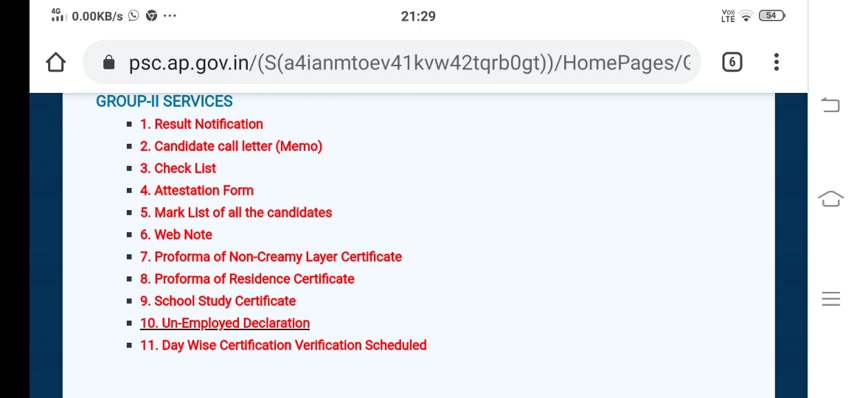 4G 0.00KB/s ...
21:29
Vo)) LTE 54
psc.ap.gov.in/(S(a4ianmtoev41kvw42tqrb0gt))/HomePages/
6
GROUP-II SERVICES
1. Result Notification
2. Candidate call letter (Memo)
3. Check List
4. Attestation Form
5. Mark List of all the candidates
6. Web Note
7. Proforma of Non-Creamy Layer Certificate
8. Proforma of Residence Certificate
9. School Study Certificate
10. Un-Employed Declaration
11. Day Wise Certification Verification Scheduled